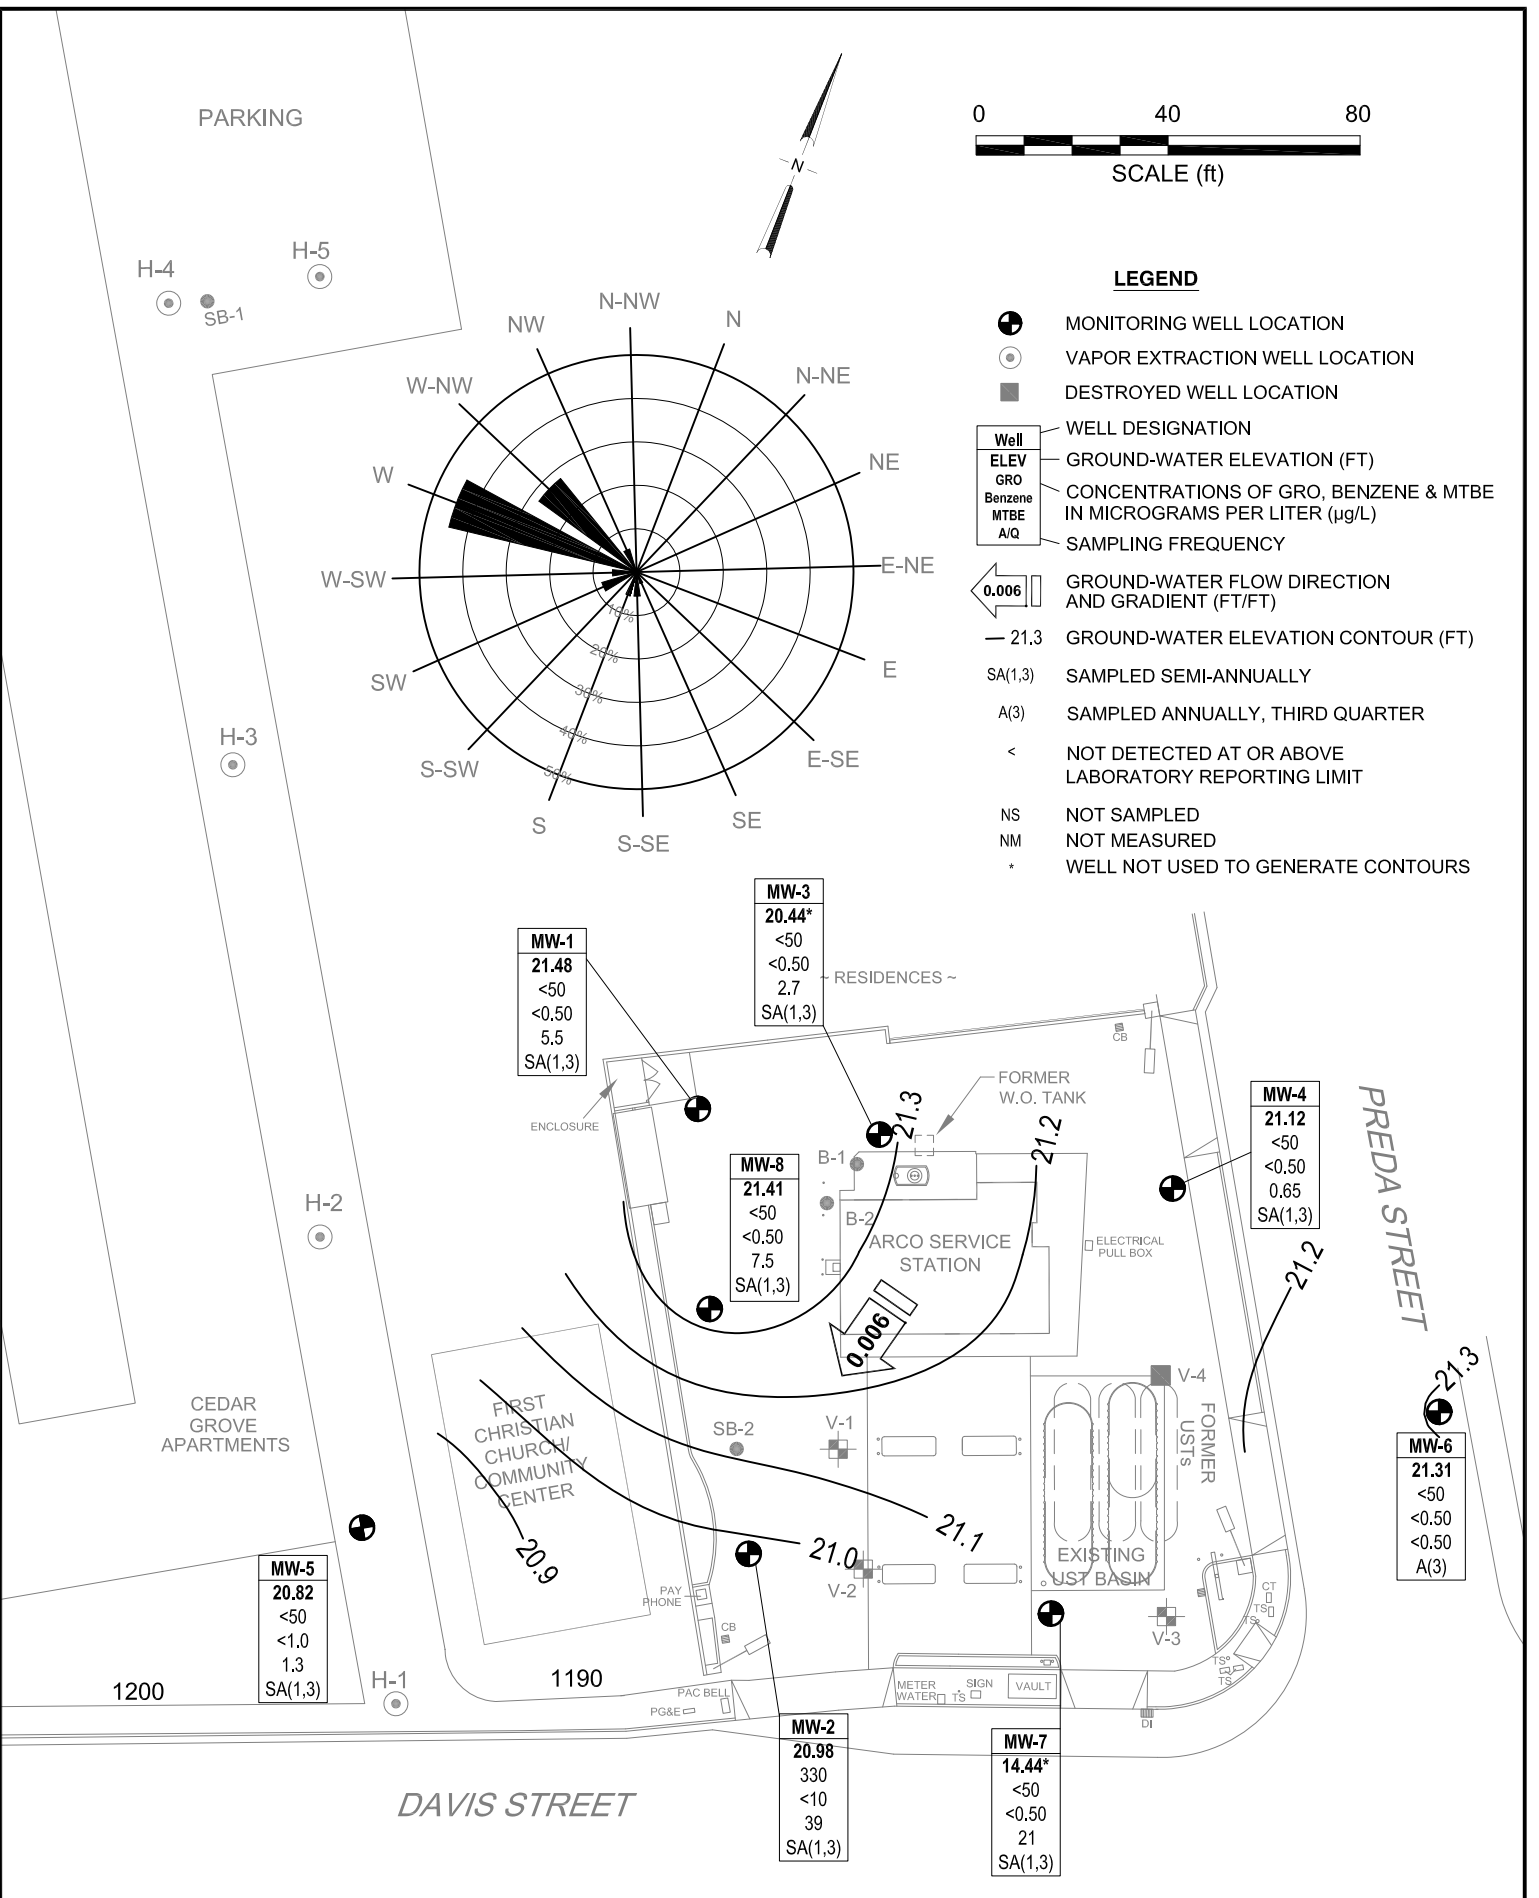 PARKING
0 40 80
SCALE (ft)
N
H-4
H-5
SB-1
LEGEND
MONITORING WELL LOCATION
VAPOR EXTRACTION WELL LOCATION
DESTROYED WELL LOCATION
Well
ELEV
GRO
Benzene
MTBE
A/Q
WELL DESIGNATION
GROUND-WATER ELEVATION (FT)
CONCENTRATIONS OF GRO, BENZENE & MTBE
IN MICROGRAMS PER LITER (µg/L)
SAMPLING FREQUENCY
0.006
GROUND-WATER FLOW DIRECTION
AND GRADIENT (FT/FT)
21.3 GROUND-WATER ELEVATION CONTOUR (FT)
SA(1,3) SAMPLED SEMI-ANNUALLY
A(3) SAMPLED ANNUALLY, THIRD QUARTER
< NOT DETECTED AT OR ABOVE
LABORATORY REPORTING LIMIT
NS NOT SAMPLED
NM NOT MEASURED
* WELL NOT USED TO GENERATE CONTOURS
N-NW
N
N-NE
NE
E-NE
E
E-SE
SE
S-SE
S
S-SW
SW
W-SW
W
W-NW
NW
10%
20%
30%
40%
50%
H-3
H-2
H-1
MW-1
21.48
<50
<0.50
5.5
SA(1,3)
MW-3
20.44*
<50
<0.50
2.7
SA(1,3)
~ RESIDENCES ~
CB
FORMER
W.O. TANK
ENCLOSURE
MW-4
21.12
<50
<0.50
0.65
SA(1,3)
PREDA STREET
21.3
21.2
B-1
B-2
MW-8
21.41
<50
<0.50
7.5
SA(1,3)
ARCO SERVICE
STATION
ELECTRICAL
PULL BOX
0.006
21.2
21.3
MW-6
21.31
<50
<0.50
<0.50
A(3)
V-4
FORMER
USTs
CEDAR
GROVE
APARTMENTS
FIRST
CHRISTIAN
CHURCH/
COMMUNITY
CENTER
SB-2
V-1
21.1
21.0
20.9
V-2
EXISTING
UST BASIN
V-3
PAY
PHONE
CB
CT
TS
TS
TS
TS
MW-5
20.82
<50
<1.0
1.3
SA(1,3)
1200
1190
PAC BELL
PG&E
METER
WATER
TS
SIGN
VAULT
DI
MW-2
20.98
330
<10
39
SA(1,3)
MW-7
14.44*
<50
<0.50
21
SA(1,3)
DAVIS STREET